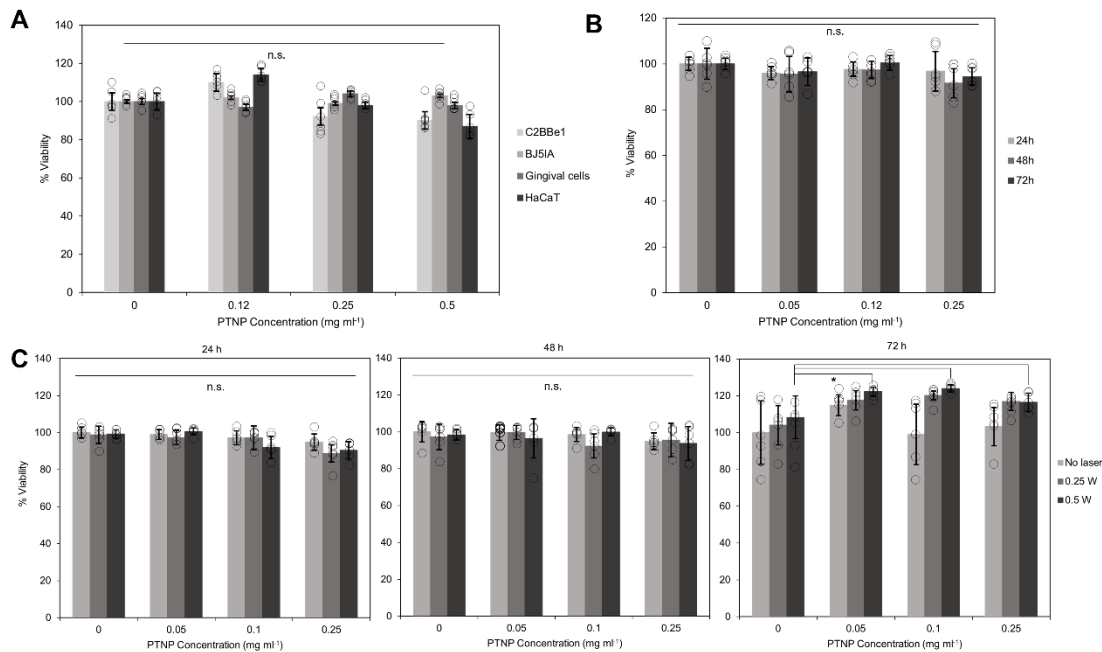 A
140
120
100
80
60
40
20
0
% Viability
n.s.
0 0.12 0.25 0.5
PTNP Concentration (mg ml⁻¹)
C2BBe1
BJ5IA
Gingival cells
HaCaT
B
120
100
80
60
40
20
0
% Viability
n.s.
0 0.05 0.12 0.25
PTNP Concentration (mg ml⁻¹)
24h
48h
72h
C
24 h
140
120
100
80
60
40
20
0
% Viability
n.s.
0 0.05 0.1 0.25
PTNP Concentration (mg ml⁻¹)
48 h
140
120
100
80
60
40
20
0
n.s.
0 0.05 0.1 0.25
PTNP Concentration (mg ml⁻¹)
72 h
140
120
100
80
60
40
20
0
*
0 0.05 0.1 0.25
PTNP Concentration (mg ml⁻¹)
No laser
0.25 W
0.5 W